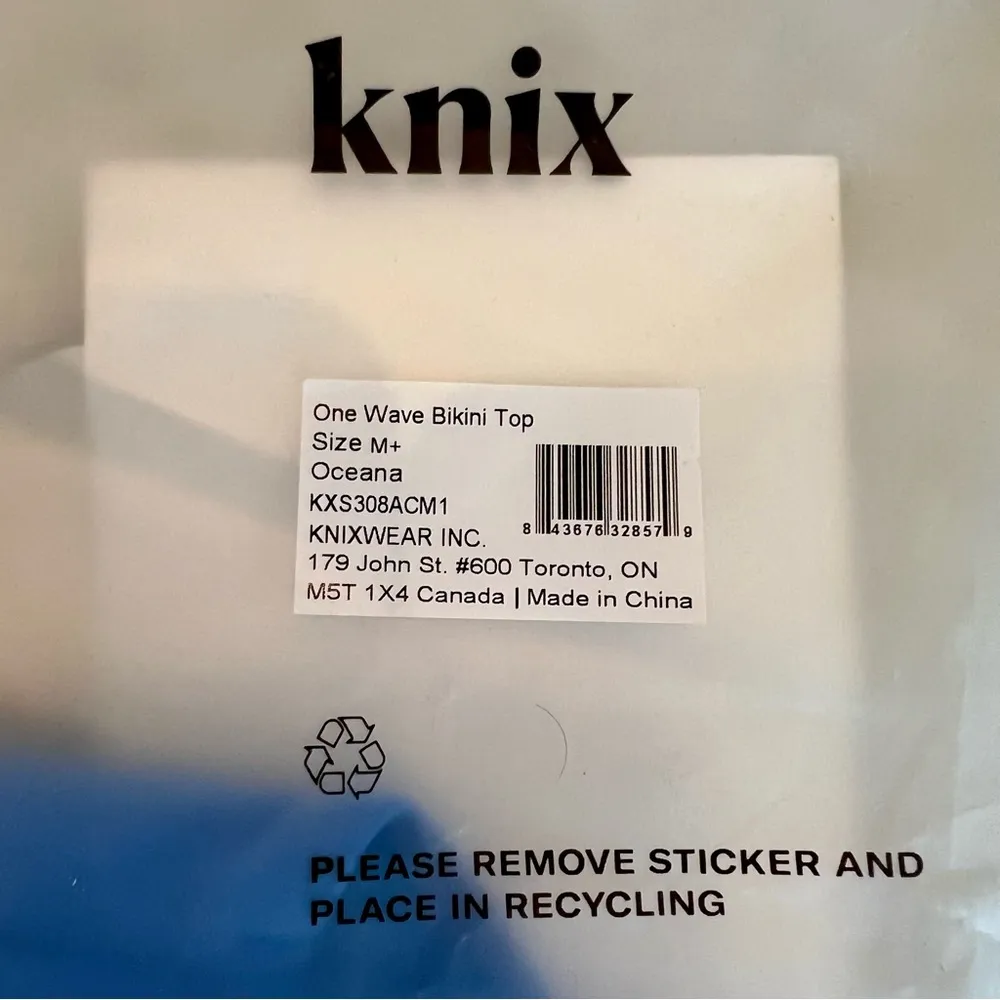 knix
One Wave Bikini Top
Size M+
Oceana
KXS308ACM1
KNIXWEAR INC.
8 43676 32857 9
179 John St. #600 Toronto, ON
M5T 1X4 Canada | Made in China
PLEASE REMOVE STICKER AND
PLACE IN RECYCLING